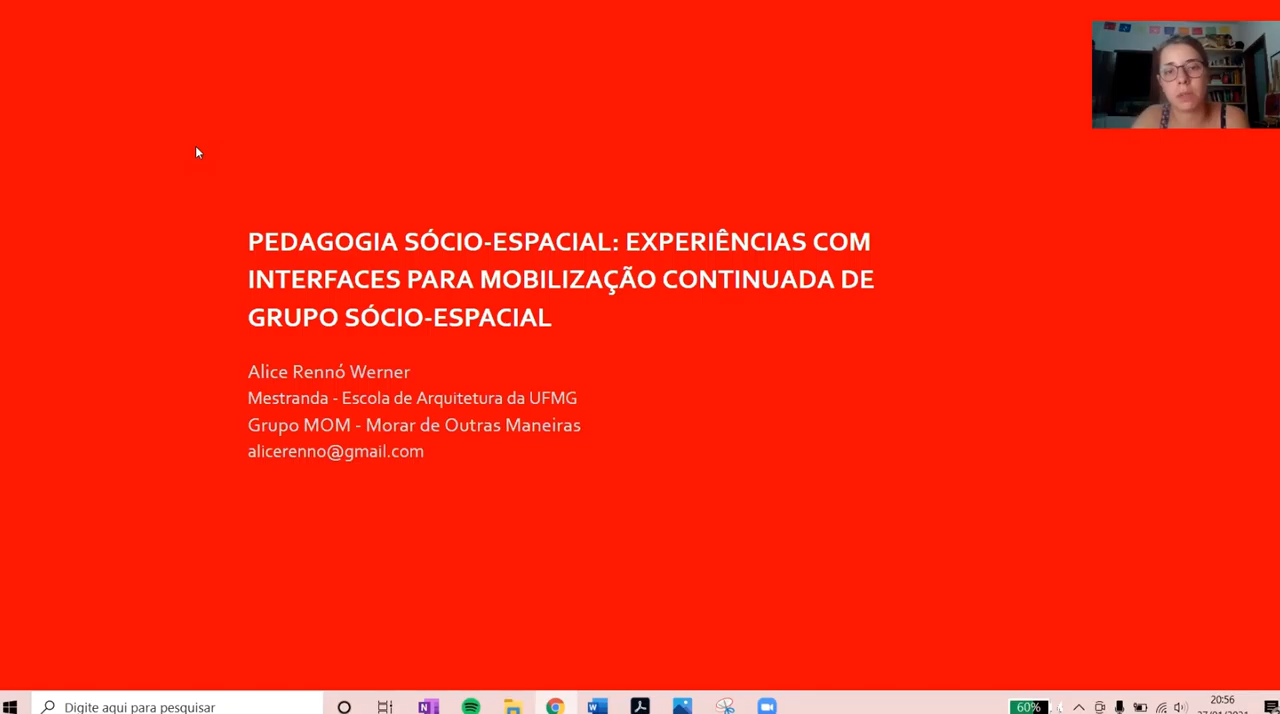 PEDAGOGIA SÓCIO-ESPACIAL: EXPERIÊNCIAS COM
INTERFACES PARA MOBILIZAÇÃO CONTINUADA DE
GRUPO SÓCIO-ESPACIAL
Alice Rennó Werner
Mestranda - Escola de Arquitetura da UFMG
Grupo MOM - Morar de Outras Maneiras
alicerenno@gmail.com
Digite aqui para pesquisar
60%
20:56